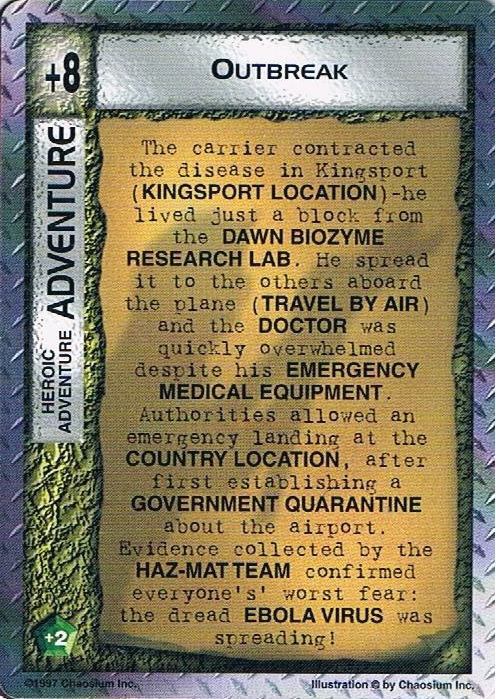 +8
OUTBREAK
HEROIC
ADVENTURE
ADVENTURE
The carrier contracted
the disease in Kingsport
(KINGSPORT LOCATION)-he
lived just a block from
the DAWN BIOZYME
RESEARCH LAB. He spread
it to the others aboard
the plane (TRAVEL BY AIR)
and the DOCTOR was
quickly overwhelmed
despite his EMERGENCY
MEDICAL EQUIPMENT.
Authorities allowed an
emergency landing at the
COUNTRY LOCATION, after
first establishing a
GOVERNMENT QUARANTINE
about the airport.
Evidence collected by the
HAZ-MAT TEAM confirmed
everyone's' worst fear:
the dread EBOLA VIRUS was
spreading!
+2
©1997 Chaosium Inc.
Illustration © by Chaosium Inc.